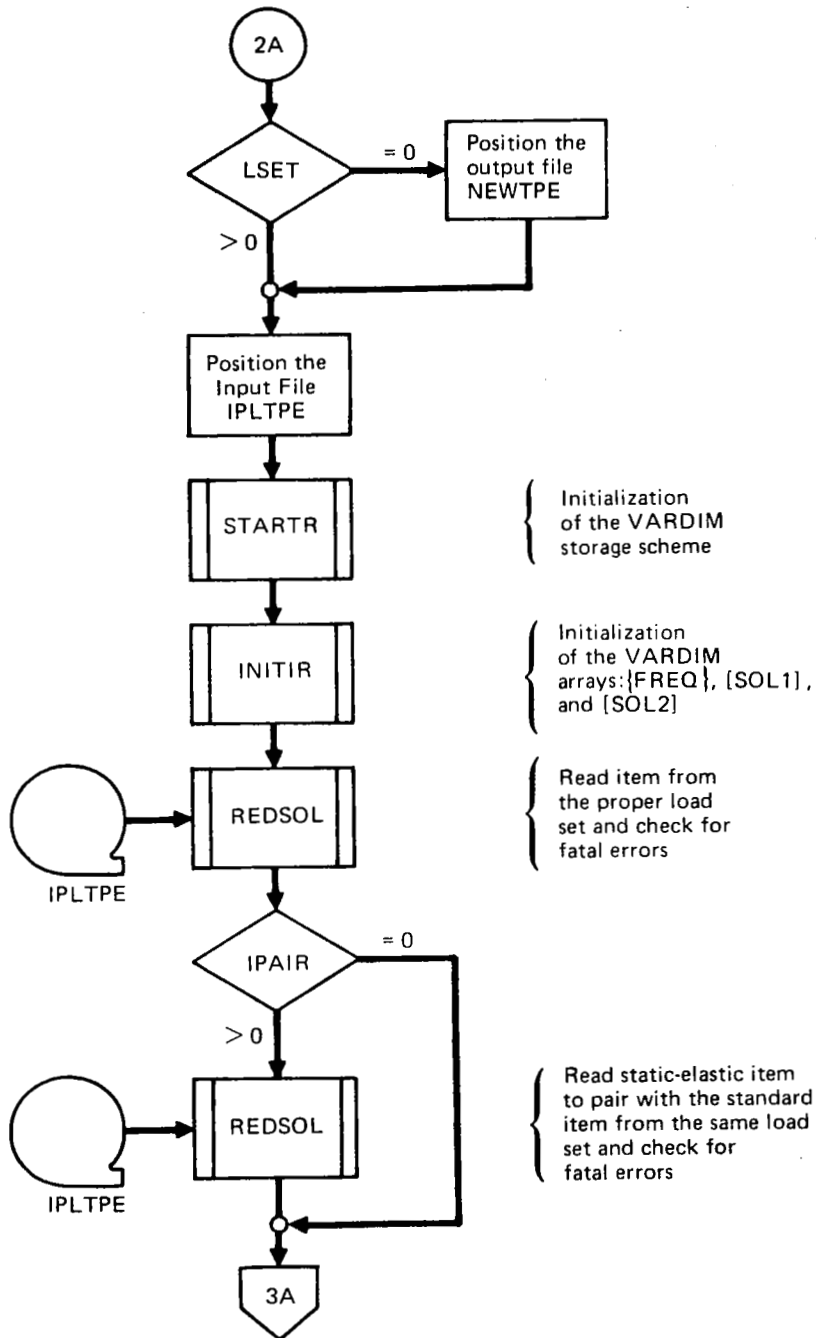 2A
LSET
= 0
Position the
output file
NEWTPE
> 0
Position the
Input File
IPLTPE
STARTR
Initialization
of the VARDIM
storage scheme
INITIR
Initialization
of the VARDIM
arrays:{FREQ}, [SOL1],
and [SOL2]
REDSOL
Read item from
the proper load
set and check for
fatal errors
IPLTPE
IPAIR
= 0
> 0
REDSOL
Read static-elastic item
to pair with the standard
item from the same load
set and check for
fatal errors
IPLTPE
3A